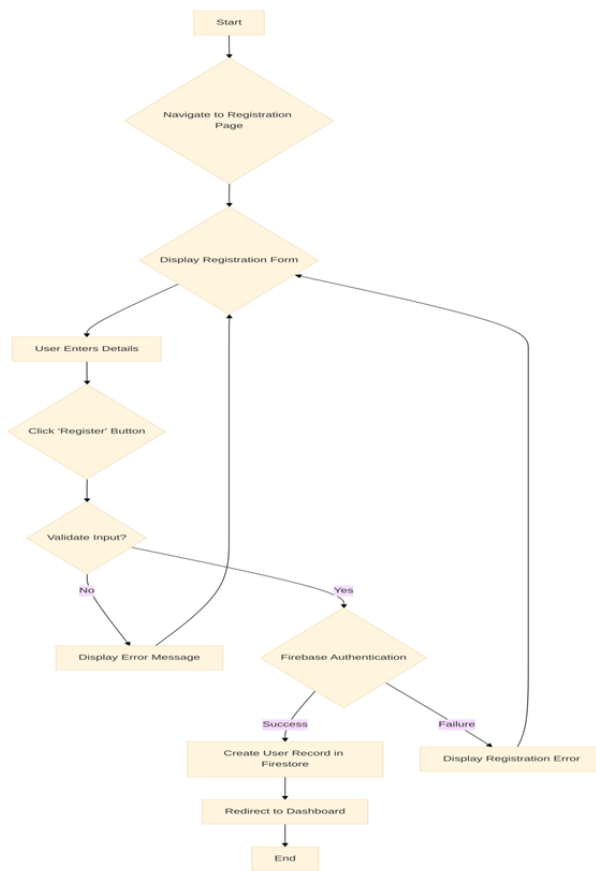 Start
Navigate to Registration
Page
Display Registration Form
User Enters Details
Click 'Register' Button
Validate Input?
No
Yes
Display Error Message
Firebase Authentication
Success
Failure
Create User Record in
Firestore
Display Registration Error
Redirect to Dashboard
End